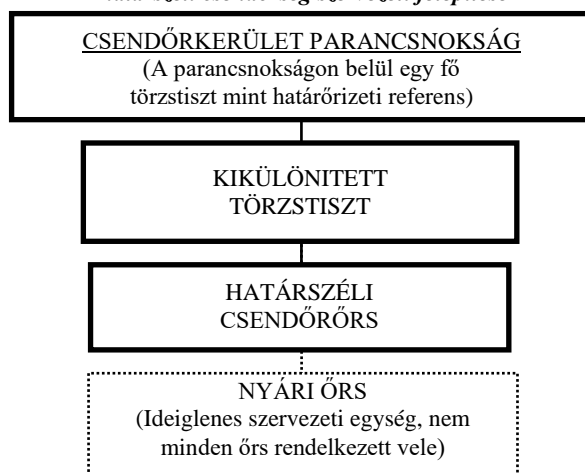 CSENDŐRKERÜLET PARANCSNOKSÁG
(A parancsnokságon belül egy fő
törzstiszt mint határőrizeti referens)
KIKÜLÖNITETT
TÖRZSTISZT
HATÁRSZÉLI
CSENDŐRŐRS
NYÁRI ŐRS
(Ideiglenes szervezeti egység, nem
minden őrs rendelkezett vele)